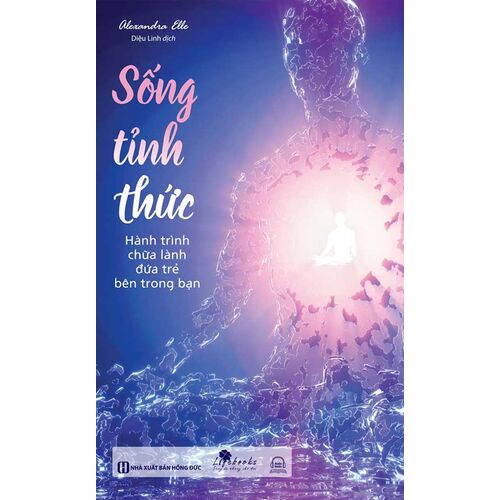 Alexandra Elle
Diệu Linh dịch
Sống
tỉnh
thức
Hành trình
chữa lành
đứa trẻ
bên trong bạn
NHÀ XUẤT BẢN HỒNG ĐỨC
Lifebooks